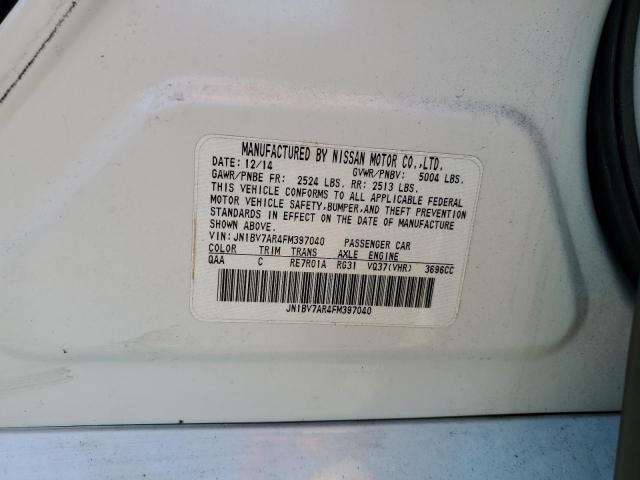 MANUFACTURED BY NISSAN MOTOR CO.,LTD.
DATE: 12/14 GVWR/PNBV: 5004 LBS.
GAWR/PNBE FR: 2524 LBS. RR: 2513 LBS.
THIS VEHICLE CONFORMS TO ALL APPLICABLE FEDERAL
MOTOR VEHICLE SAFETY, BUMPER, AND THEFT PREVENTION
STANDARDS IN EFFECT ON THE DATE OF MANUFACTURE
SHOWN ABOVE.
VIN: JN1BV7AR4FM397040 PASSENGER CAR
COLOR TRIM TRANS AXLE ENGINE
QAA C RE7R01A RG31 VQ37(VHR) 3696CC
JN1BV7AR4FM397040